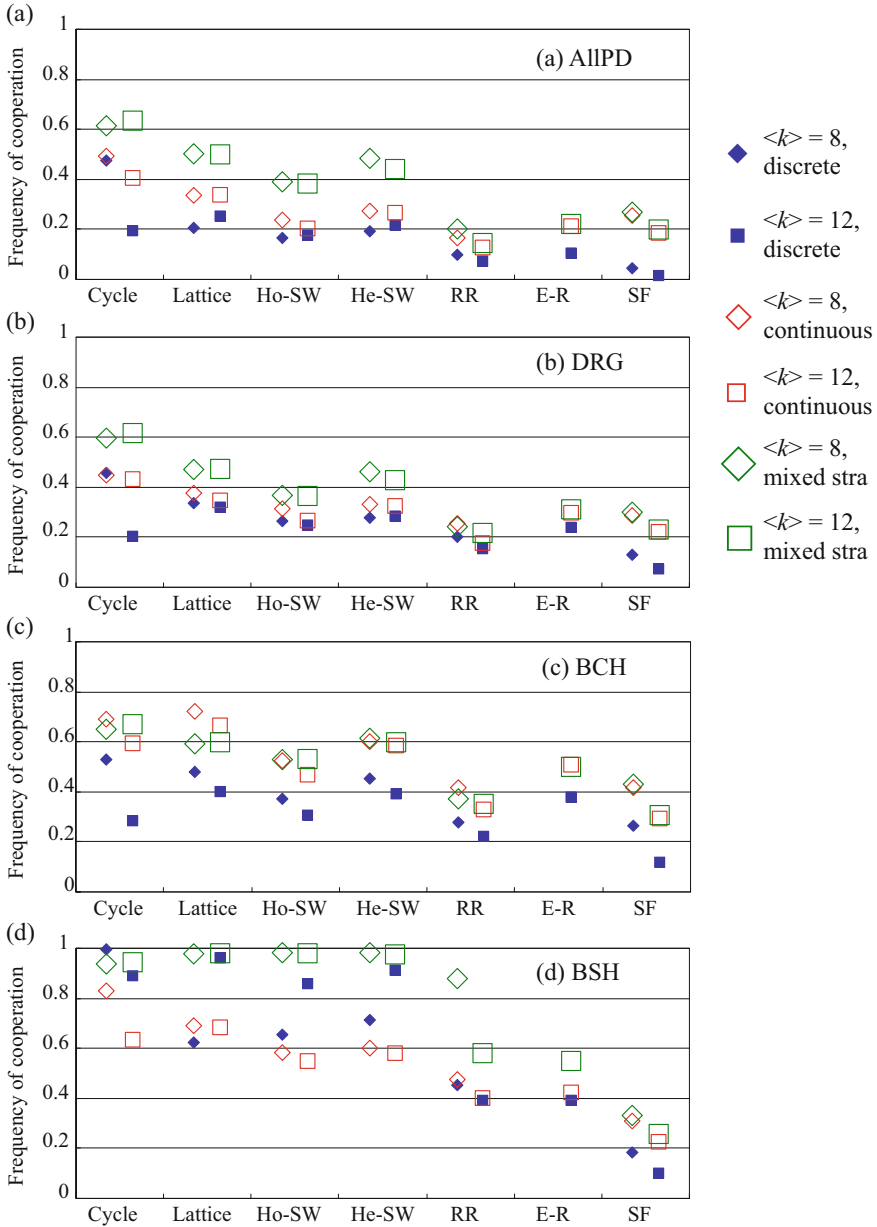 (a)
1
(a) AllPD
0.8
0.6
0.4
0.2
0
Frequency of cooperation
Cycle Lattice Ho-SW He-SW RR E-R SF
(b)
1
(b) DRG
0.8
0.6
0.4
0.2
0
Frequency of cooperation
Cycle Lattice Ho-SW He-SW RR E-R SF
(c)
1
(c) BCH
0.8
0.6
0.4
0.2
0
Frequency of cooperation
Cycle Lattice Ho-SW He-SW RR E-R SF
(d)
1
(d) BSH
0.8
0.6
0.4
0.2
0
Frequency of cooperation
Cycle Lattice Ho-SW He-SW RR E-R SF
<k> = 8,
discrete
<k> = 12,
discrete
<k> = 8,
continuous
<k> = 12,
continuous
<k> = 8,
mixed stra
<k> = 12,
mixed stra